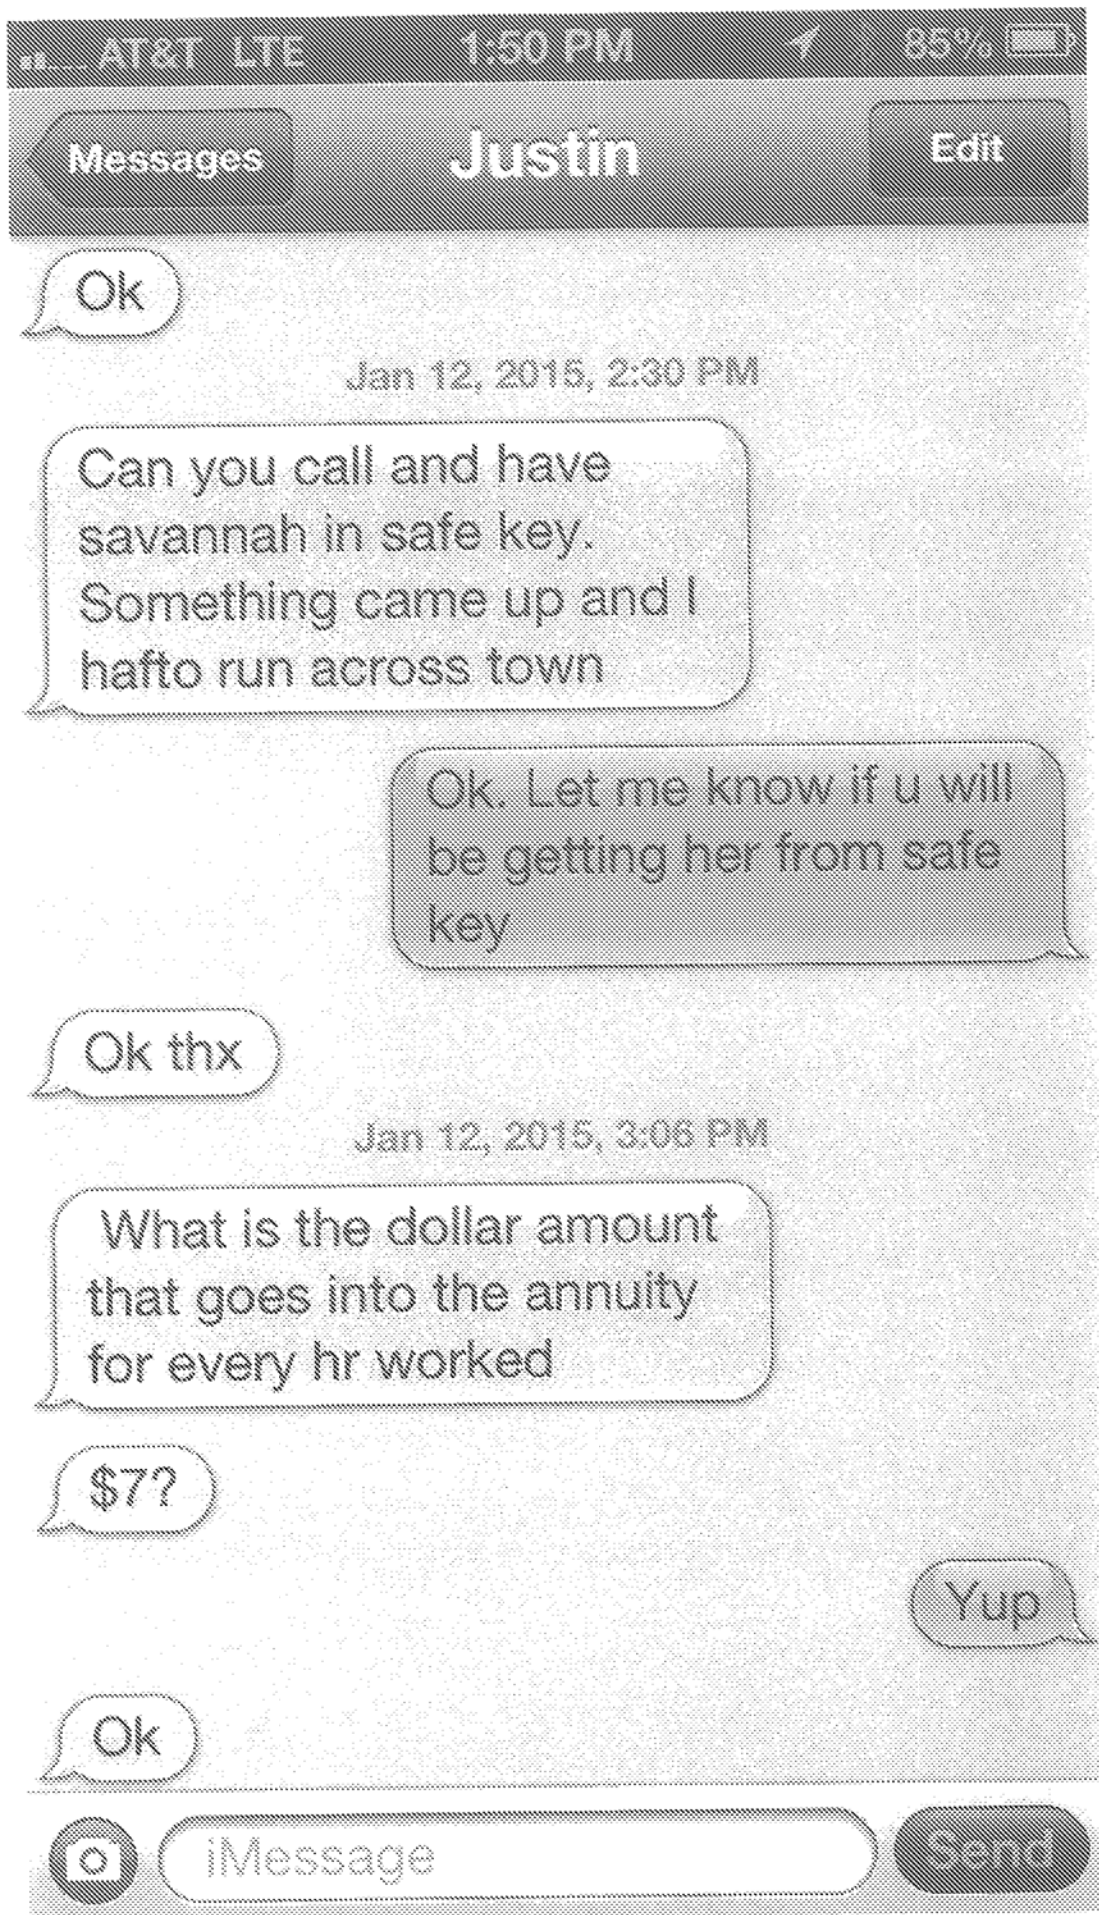 AT&T LTE 1:50 PM 85%
Messages Justin Edit
Ok
Jan 12, 2015, 2:30 PM
Can you call and have
savannah in safe key.
Something came up and I
hafto run across town
Ok. Let me know if u will
be getting her from safe
key
Ok thx
Jan 12, 2015, 3:06 PM
What is the dollar amount
that goes into the annuity
for every hr worked
$7?
Yup
Ok
iMessage Send